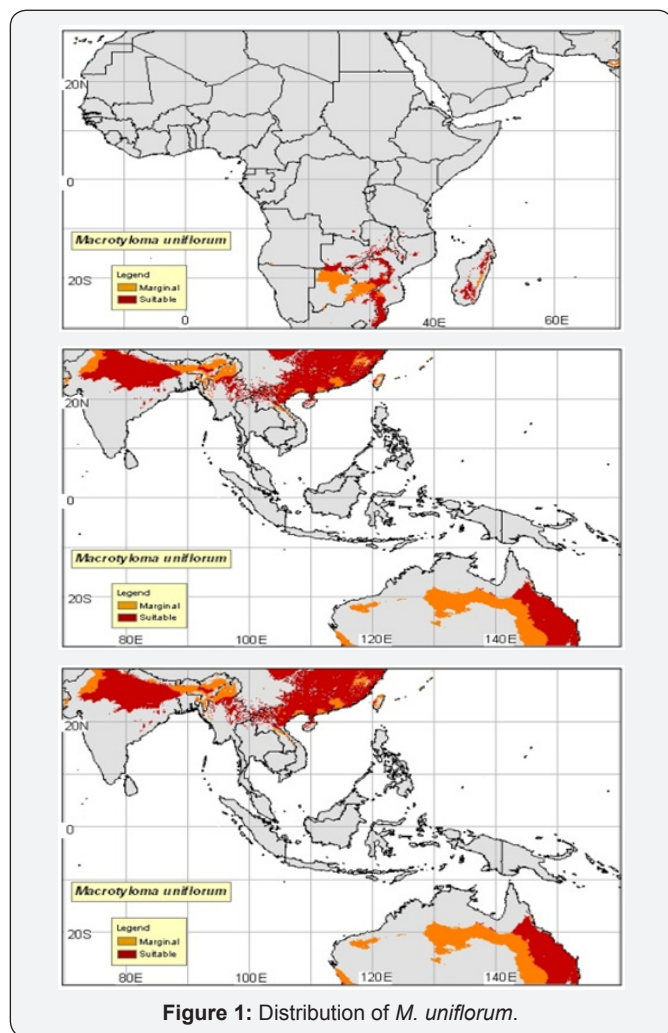 20N
0
Macrotyloma uniflorum
Legend
Marginal
Suitable
20S
0
40E
60E
20N
0
Macrotyloma uniflorum
Legend
Marginal
Suitable
20S
80E
100E
120E
140E
20N
0
Macrotyloma uniflorum
Legend
Marginal
Suitable
20S
80E
100E
120E
140E
Figure 1: Distribution of M. uniflorum.